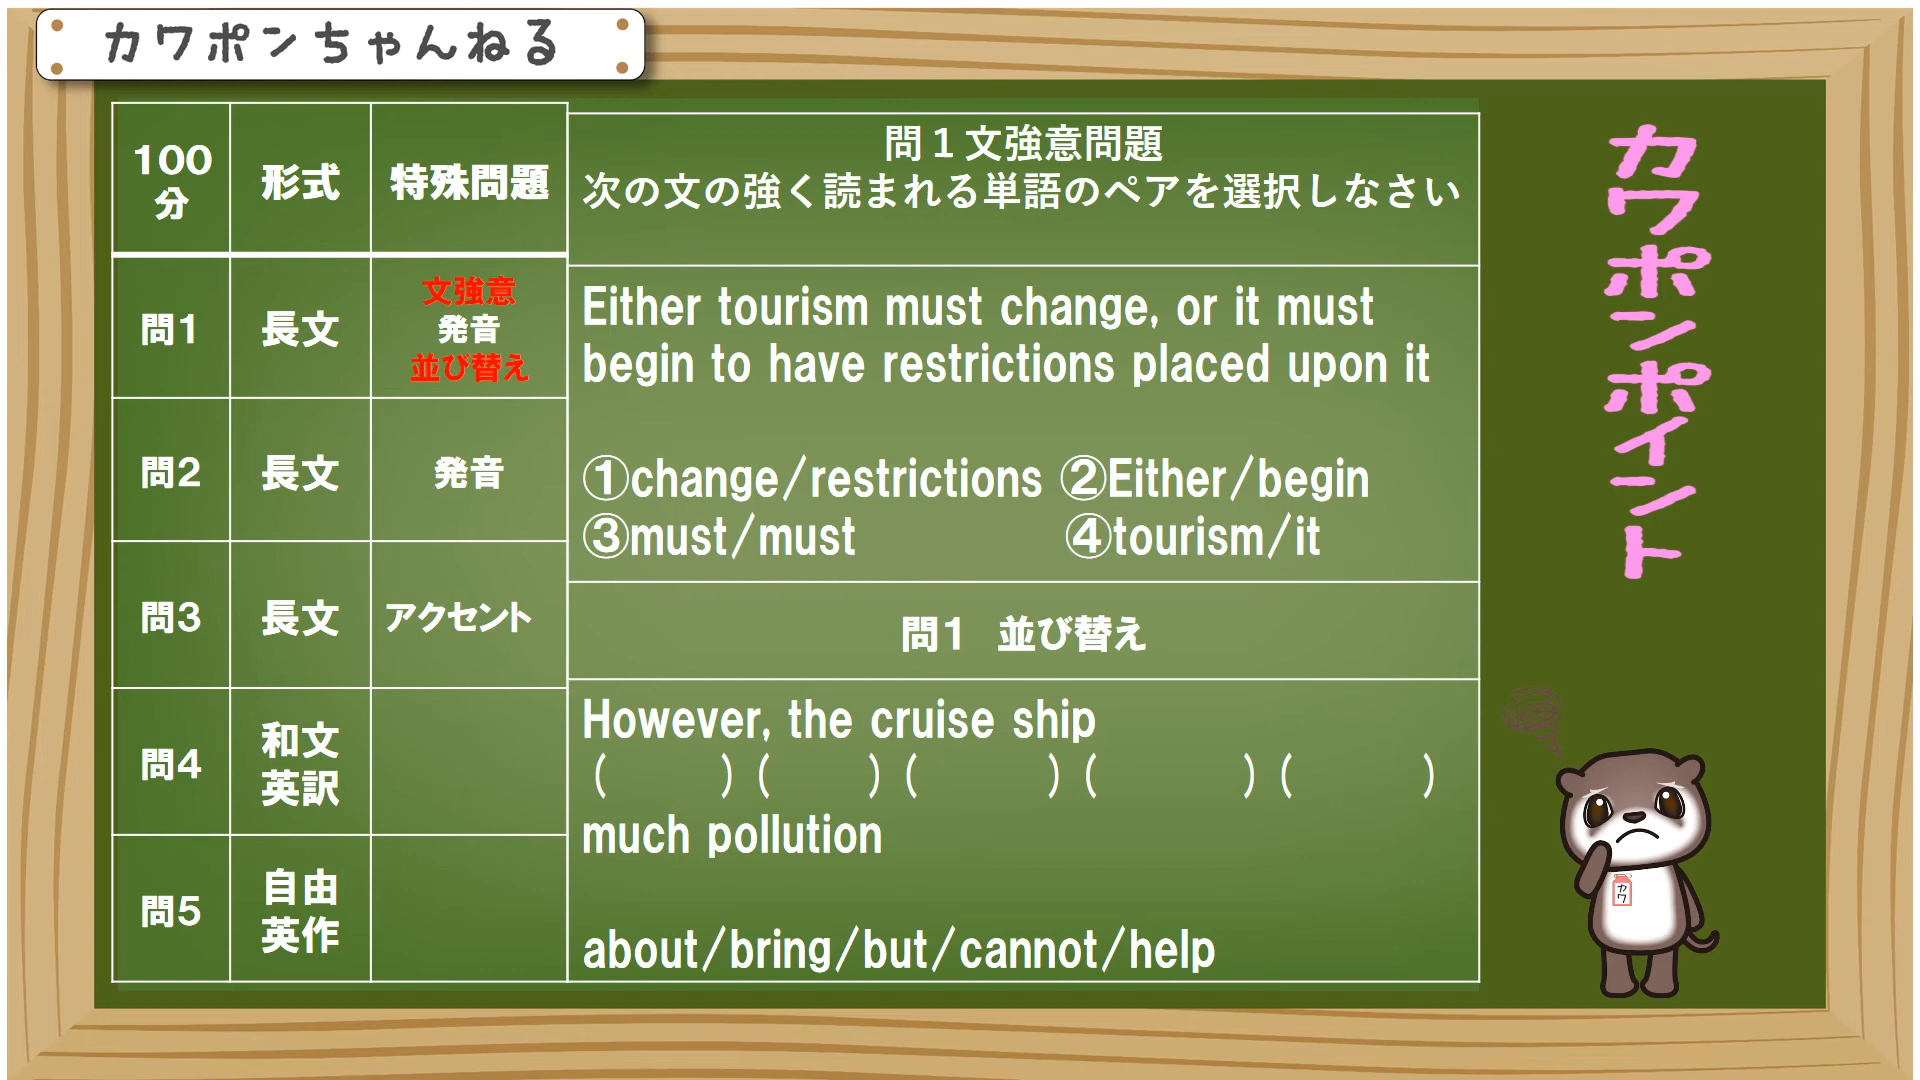 カワポンちゃんねる
100
分
形式
特殊問題
問1
長文
文強意
発音
並び替え
問2
長文
発音
問3
長文
アクセント
問4
和文
英訳
問5
自由
英作
問1文強意問題
次の文の強く読まれる単語のペアを選択しなさい
Either tourism must change, or it must
begin to have restrictions placed upon it
①change/restrictions ②Either/begin
③must/must ④tourism/it
問1 並び替え
However, the cruise ship
( ) ( ) ( ) ( ) ( )
much pollution
about/bring/but/cannot/help
カワポンポイント
カワ